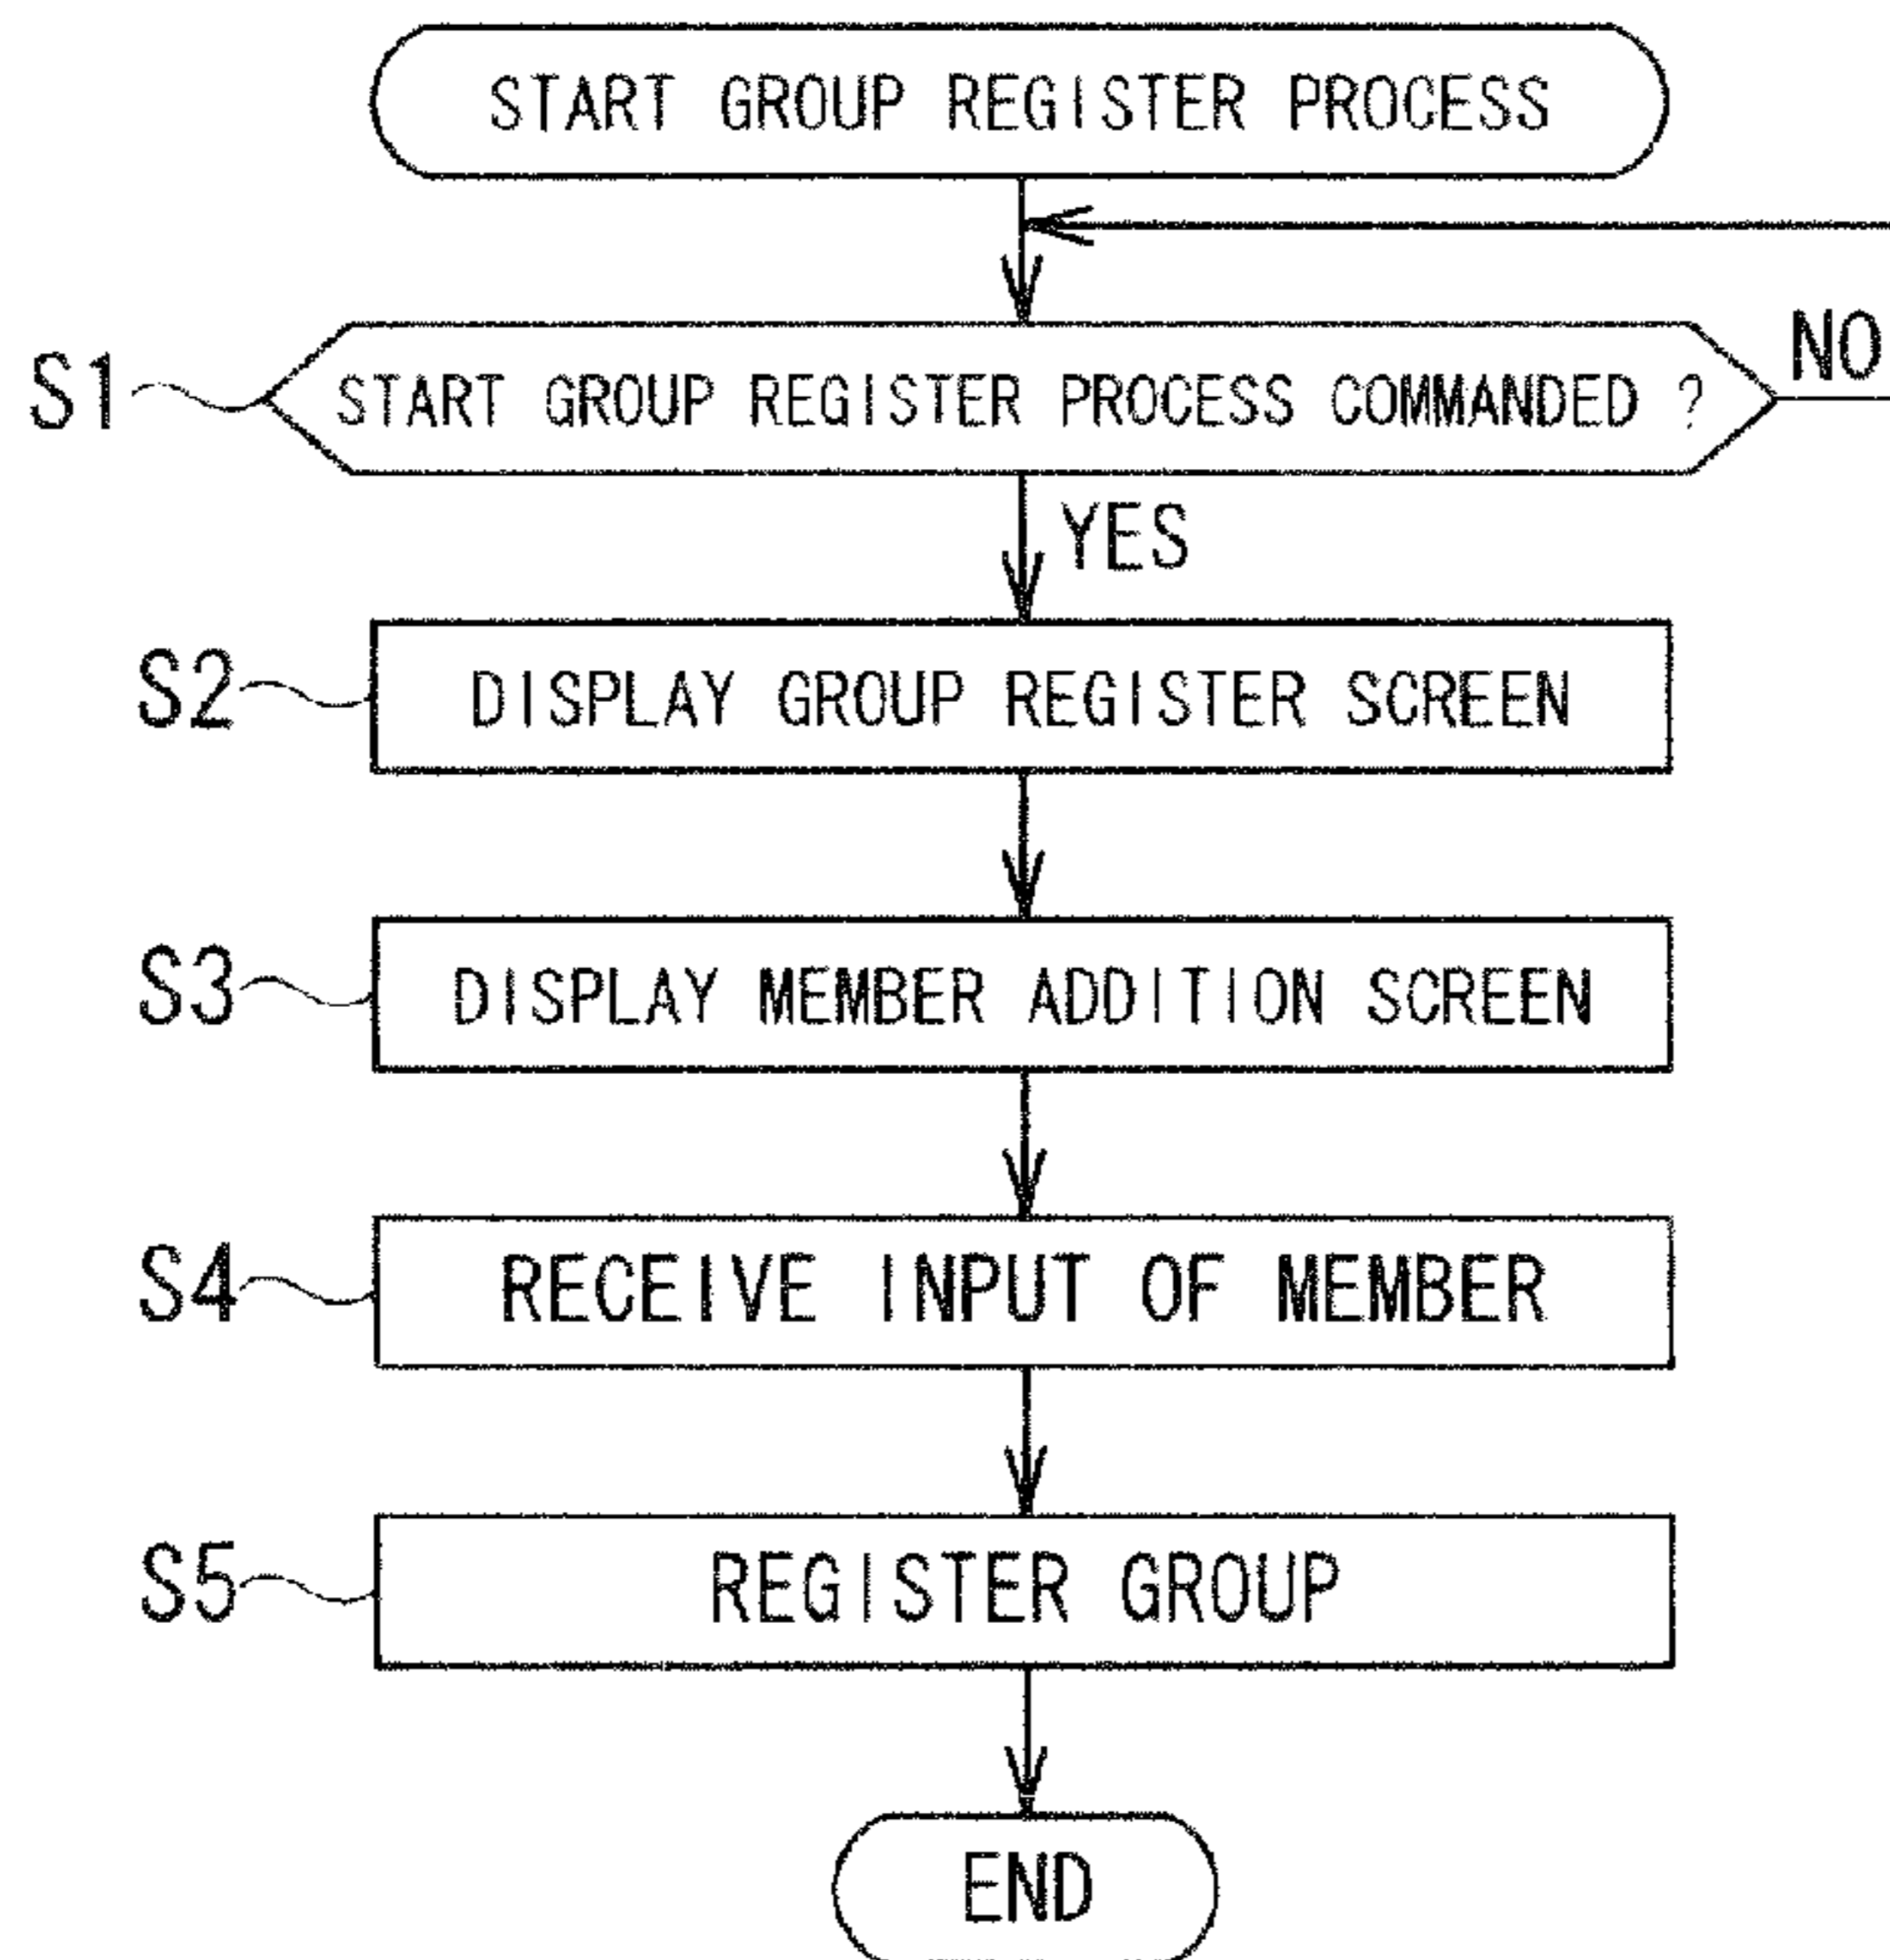 START GROUP REGISTER PROCESS
S1
START GROUP REGISTER PROCESS COMMANDED ?
NO
YES
S2
DISPLAY GROUP REGISTER SCREEN
S3
DISPLAY MEMBER ADDITION SCREEN
S4
RECEIVE INPUT OF MEMBER
S5
REGISTER GROUP
END